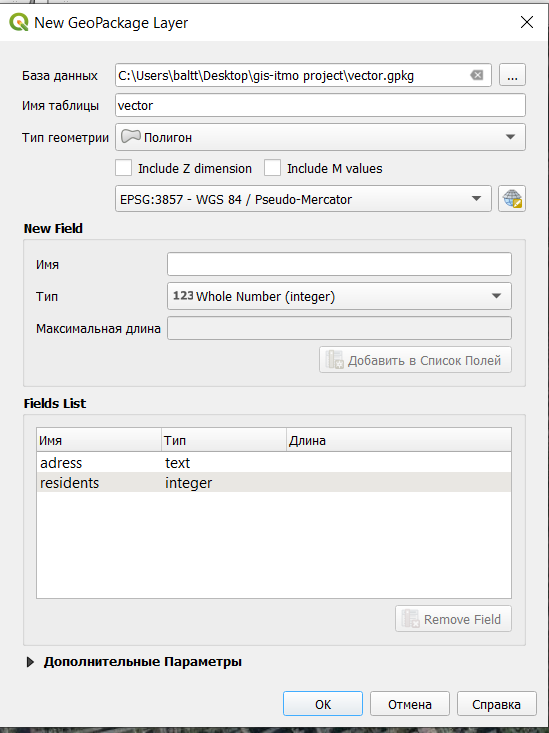 New GeoPackage Layer
База данных C:\Users\baltt\Desktop\gis-itmo project\vector.gpkg ...
Имя таблицы vector
Тип геометрии Полигон
Include Z dimension Include M values
EPSG:3857 - WGS 84 / Pseudo-Mercator
New Field
Имя
Тип 123 Whole Number (integer)
Максимальная длина
Добавить в Список Полей
Fields List
Имя Тип Длина
adress text
residents integer
Remove Field
Дополнительные Параметры
OK Отмена Справка